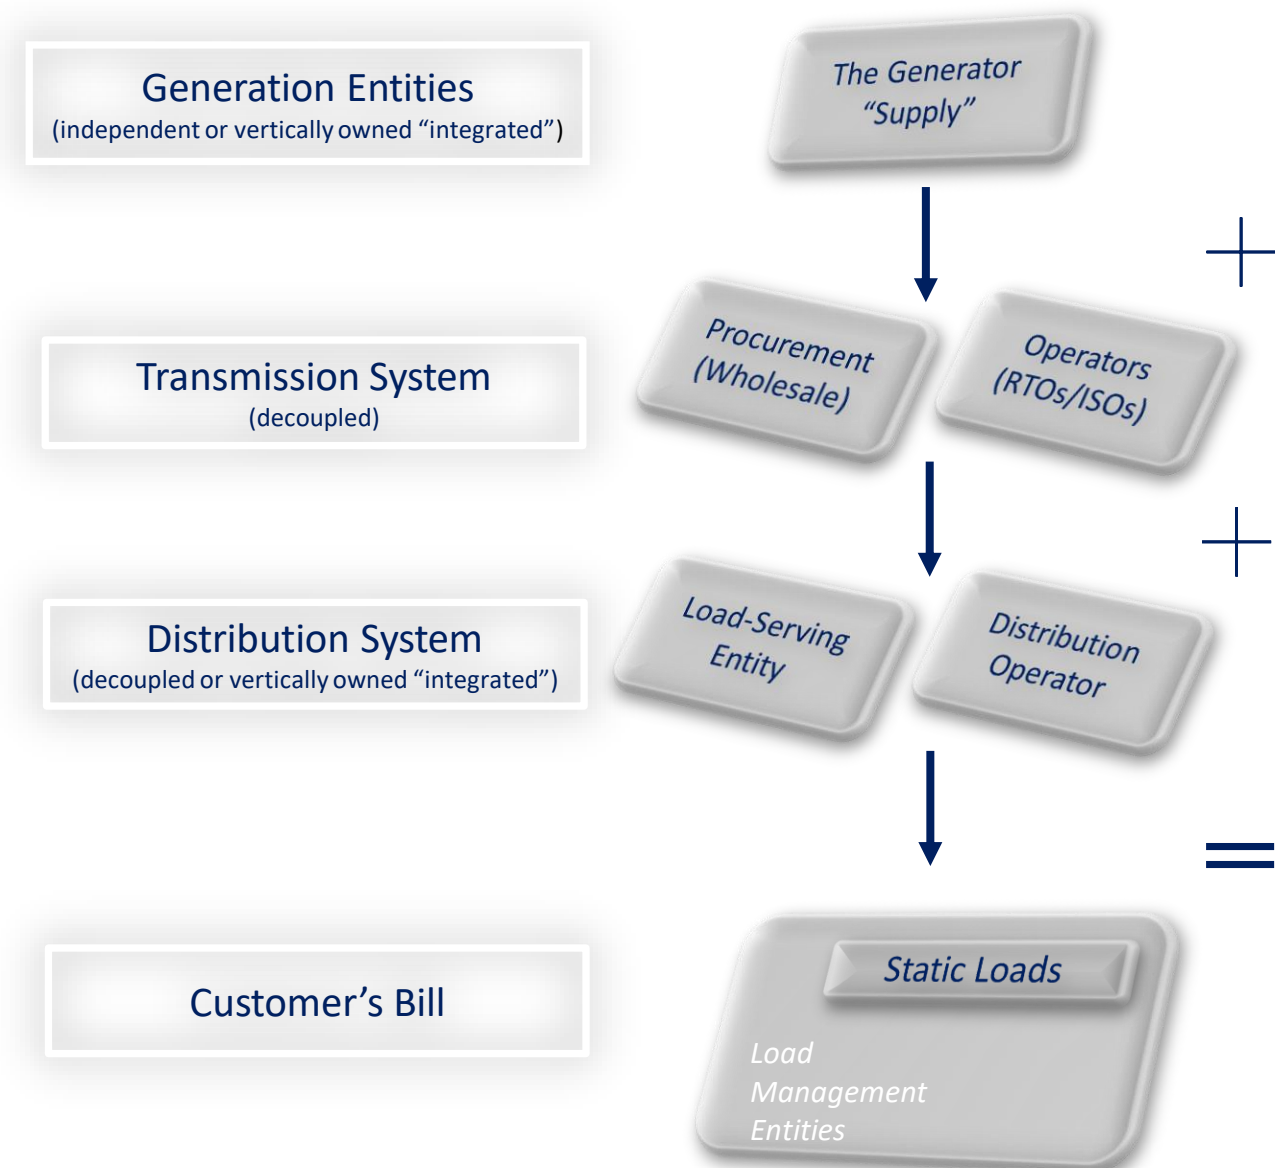 Generation Entities
(independent or vertically owned “integrated”)
The Generator
“Supply”
Transmission System
(decoupled)
Procurement
(Wholesale)
Operators
(RTOs/ISOs)
Distribution System
(decoupled or vertically owned “integrated”)
Load-Serving
Entity
Distribution
Operator
Customer’s Bill
Static Loads
Load
Management
Entities